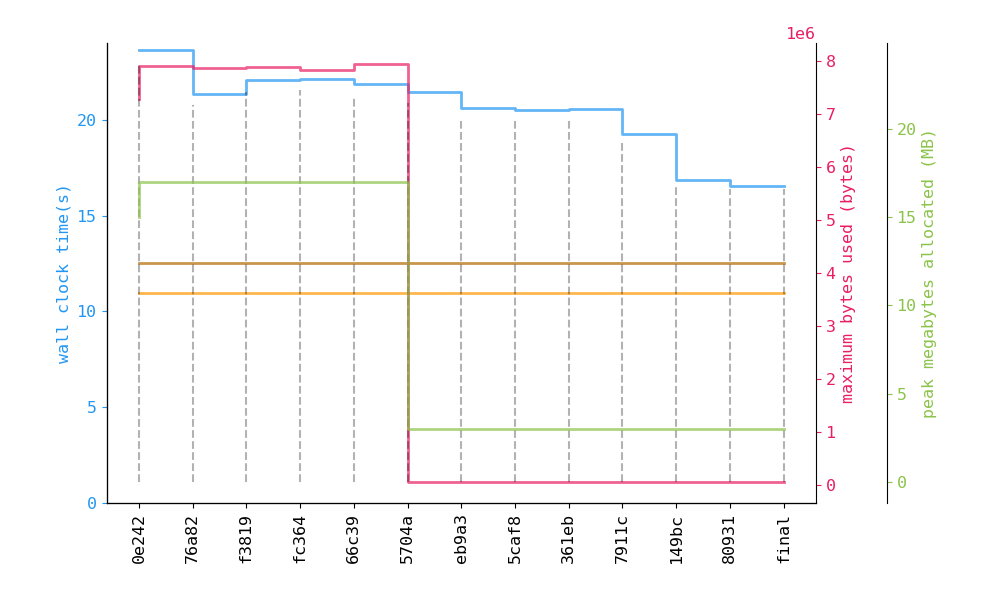 1e6
wall clock time(s)
20
15
10
5
0
maximum bytes used (bytes)
8
7
6
5
4
3
2
1
0
peak megabytes allocated (MB)
20
15
10
5
0
0e242
76a82
f3819
fc364
66c39
5704a
eb9a3
5caf8
361eb
7911c
149bc
80931
final